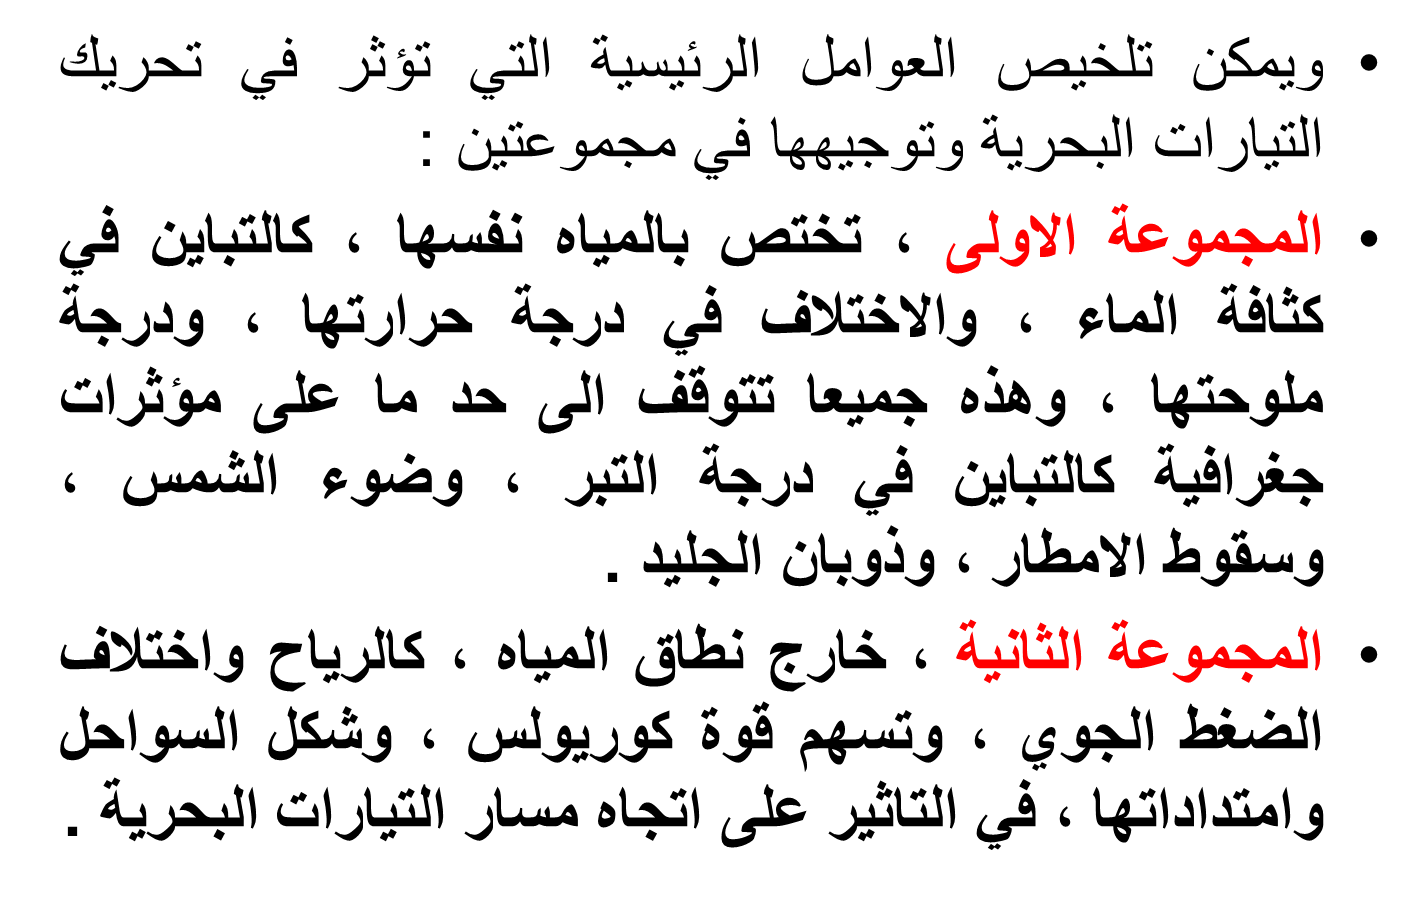 • ويمكن تلخيص العوامل الرئيسية التي تؤثر في تحريك
التيارات البحرية وتوجيهها في مجموعتين :
• المجموعة الاولى ، تختص بالمياه نفسها ، كالتباين في
كثافة الماء ، والاختلاف في درجة حرارتها ، ودرجة
ملوحتها ، وهذه جميعا تتوقف الى حد ما على مؤثرات
جغرافية كالتباين في درجة التبر ، وضوء الشمس ،
وسقوط الامطار ، وذوبان الجليد .
• المجموعة الثانية ، خارج نطاق المياه ، كالرياح واختلاف
الضغط الجوي ، وتسهم قوة كوريولس ، وشكل السواحل
وامتداداتها ، في التاثير على اتجاه مسار التيارات البحرية .